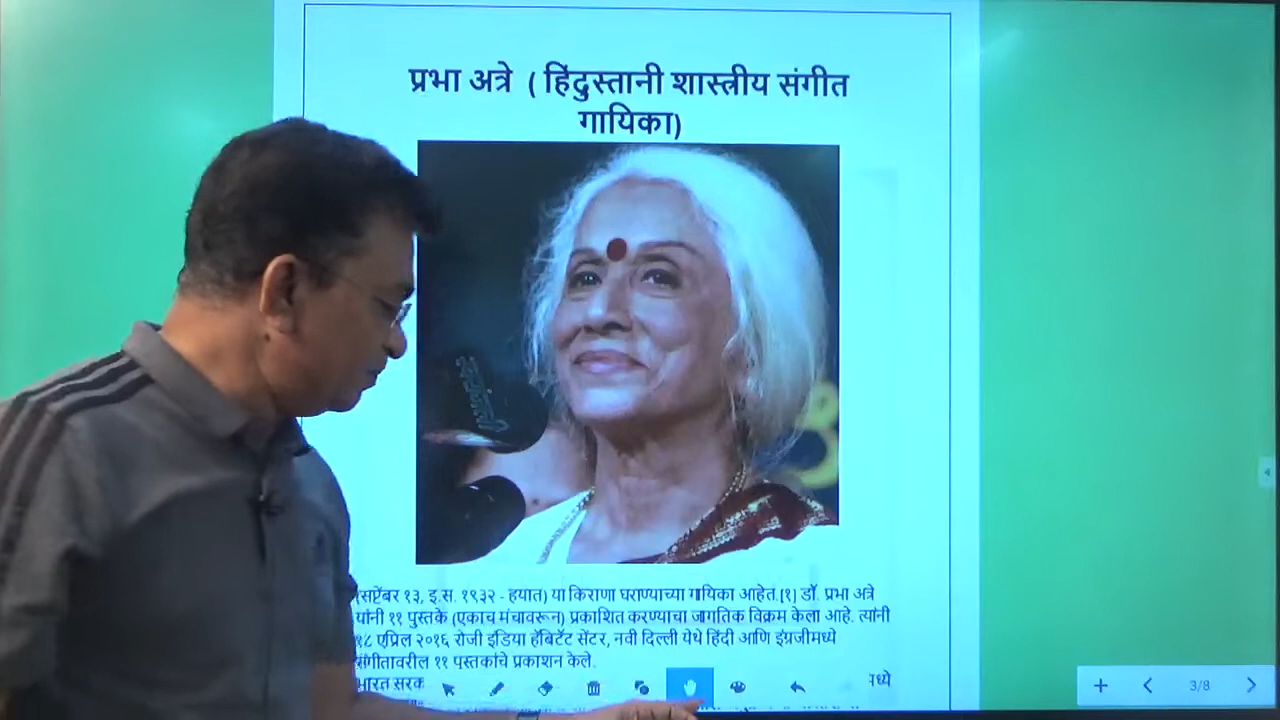 प्रभा अत्रे ( हिंदुस्तानी शास्त्रीय संगीत
गायिका)
(सप्टेंबर १३, इ.स. १९३२ - हयात) या किराणा घराण्याच्या गायिका आहेत.[१] डॉ. प्रभा अत्रे
यांनी ११ पुस्तके (एकाच मंचावरून) प्रकाशित करण्याचा जागतिक विक्रम केला आहे. त्यांनी
१८ एप्रिल २०१६ रोजी इंडिया हॅबिटॅट सेंटर, नवी दिल्ली येथे हिंदी आणि इंग्रजीमध्ये
संगीतावरील ११ पुस्तकांचे प्रकाशन केले.
भारत सरक
3/8